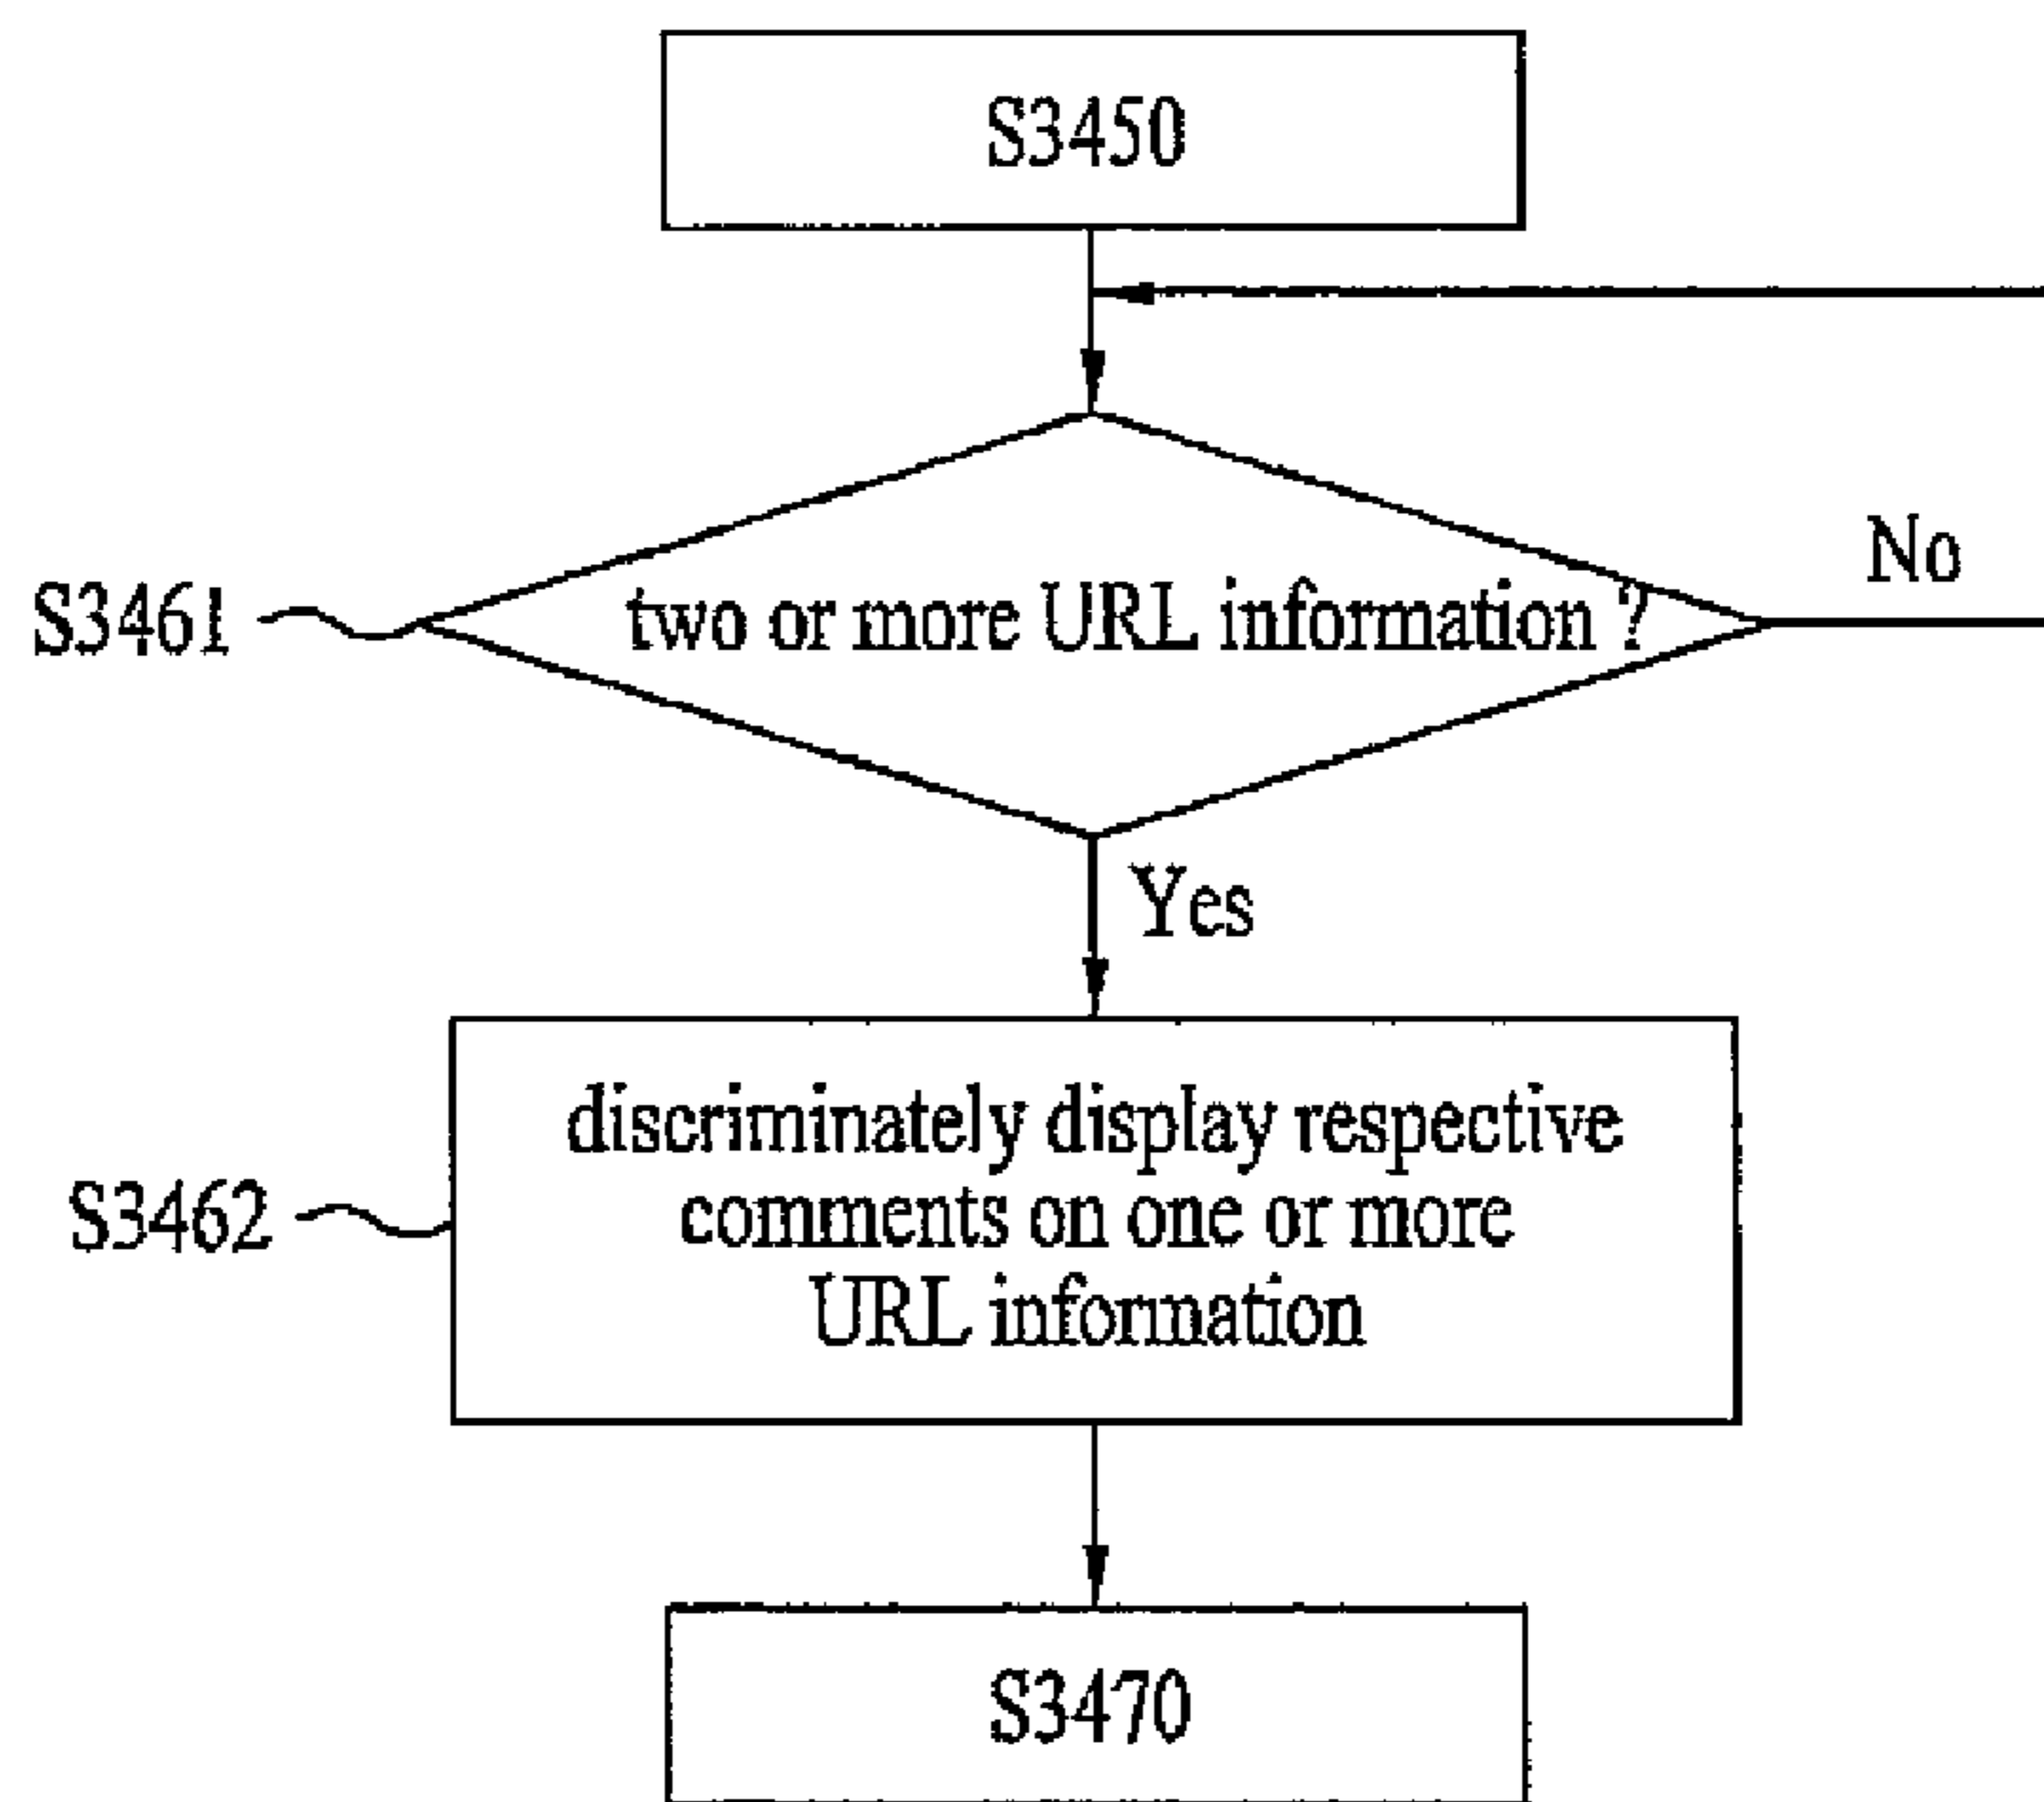 S3450
No
S3461
two or more URL information ?
Yes
discriminately display respective
comments on one or more
URL information
S3462
S3470